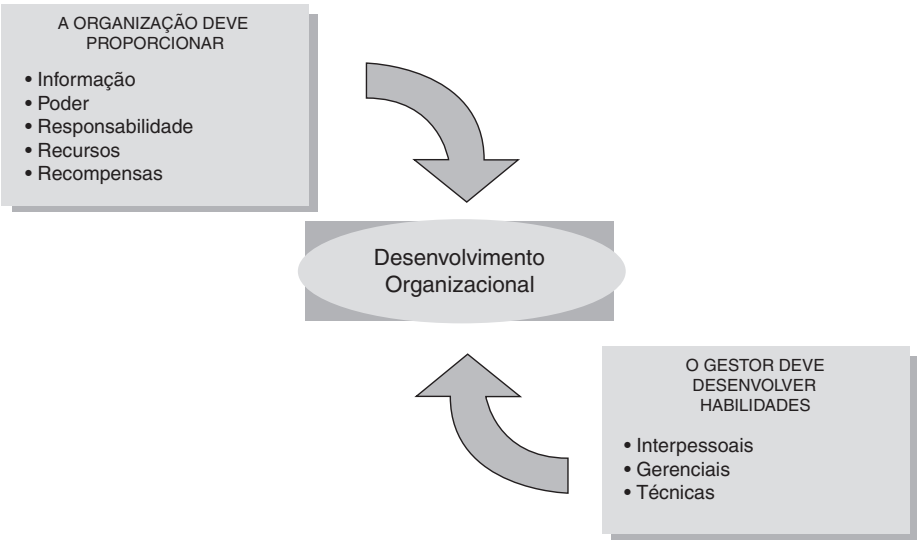 A ORGANIZAÇÃO DEVE
PROPORCIONAR
• Informação
• Poder
• Responsabilidade
• Recursos
• Recompensas
Desenvolvimento
Organizacional
O GESTOR DEVE
DESENVOLVER
HABILIDADES
• Interpessoais
• Gerenciais
• Técnicas